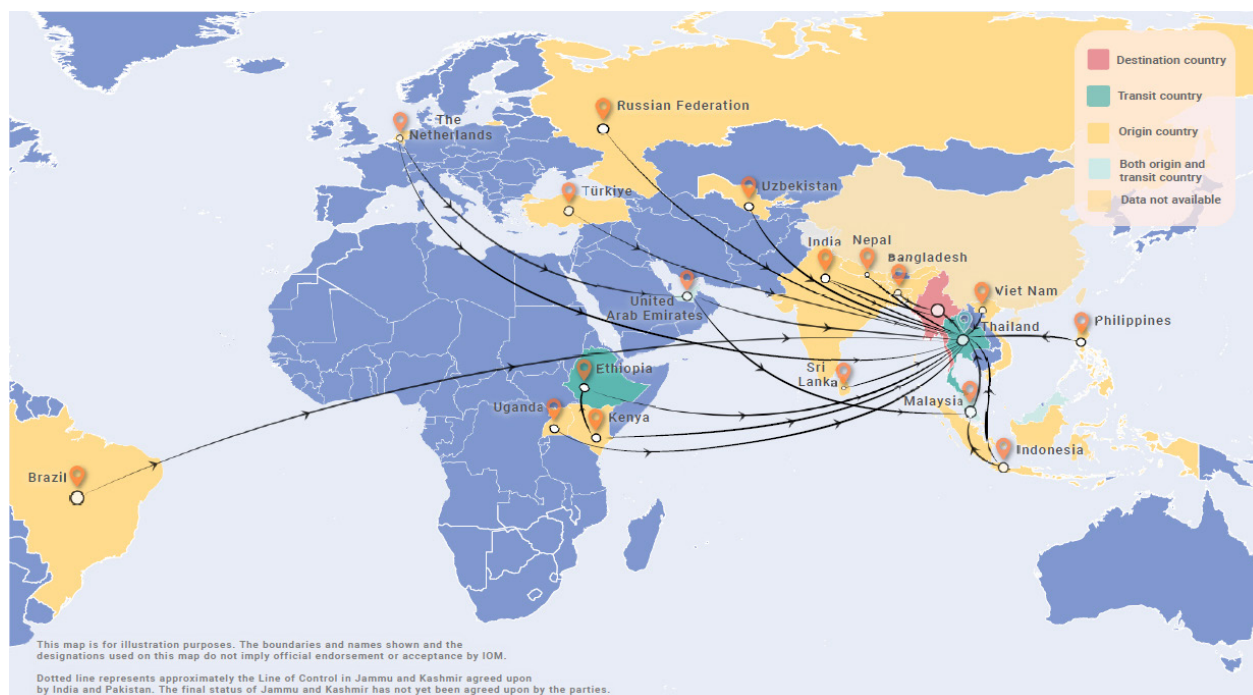 Destination country
Transit country
Origin country
Both origin and
transit country
Data not available
Russian Federation
The
Netherlands
Türkiye
Uzbekistan
India
Nepal
Bangladesh
Viet Nam
United
Arab Emirates
Thailand
Philippines
Sri
Lanka
Ethiopia
Malaysia
Uganda
Kenya
Indonesia
Brazil
This map is for illustration purposes. The boundaries and names shown and the
designations used on this map do not imply official endorsement or acceptance by IOM.
Dotted line represents approximately the Line of Control in Jammu and Kashmir agreed upon
by India and Pakistan. The final status of Jammu and Kashmir has not yet been agreed upon by the parties.